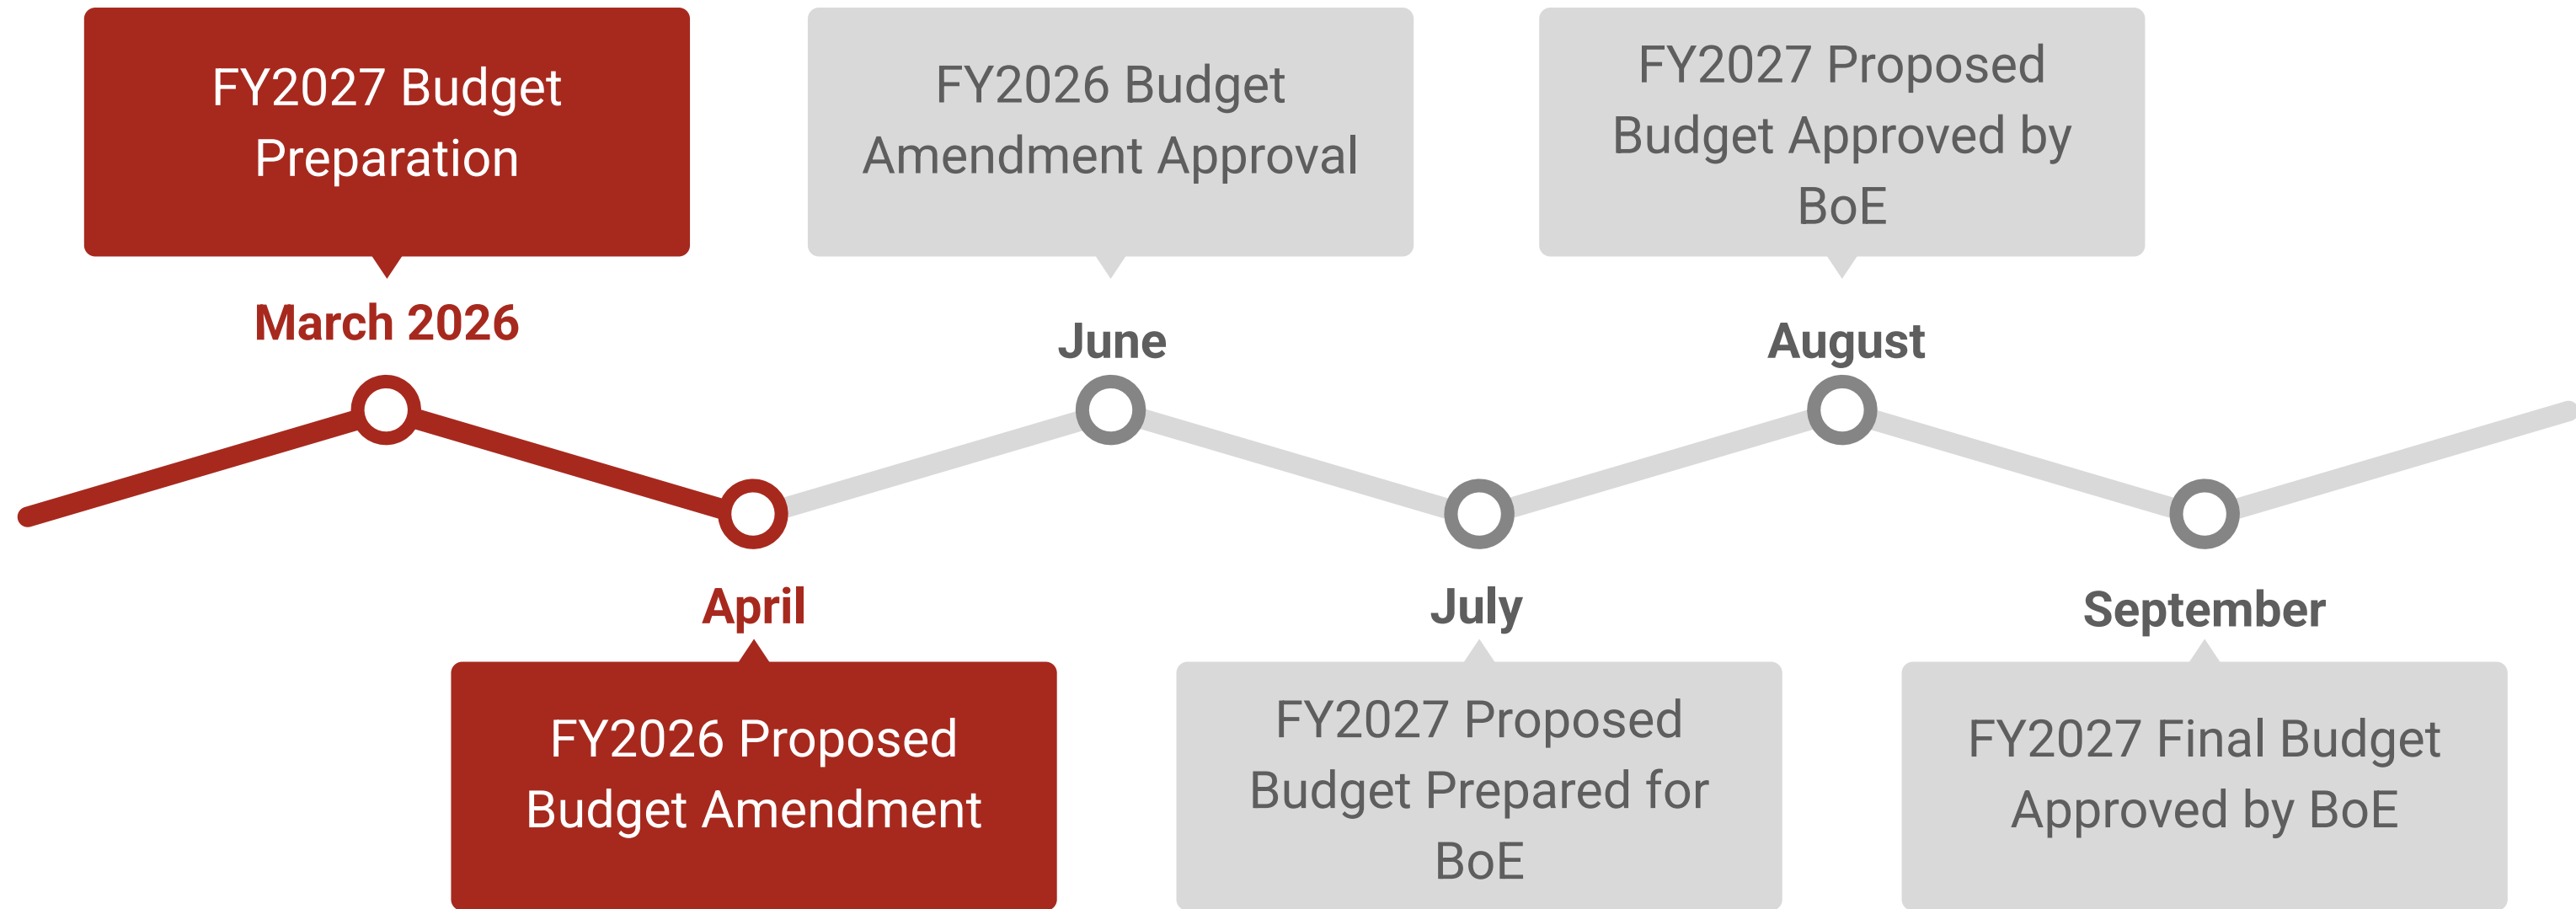 FY2027 Budget
Preparation
March 2026
FY2026 Proposed
Budget Amendment
April
FY2026 Budget
Amendment Approval
June
FY2027 Proposed
Budget Prepared for
BoE
July
FY2027 Proposed
Budget Approved by
BoE
August
FY2027 Final Budget
Approved by BoE
September